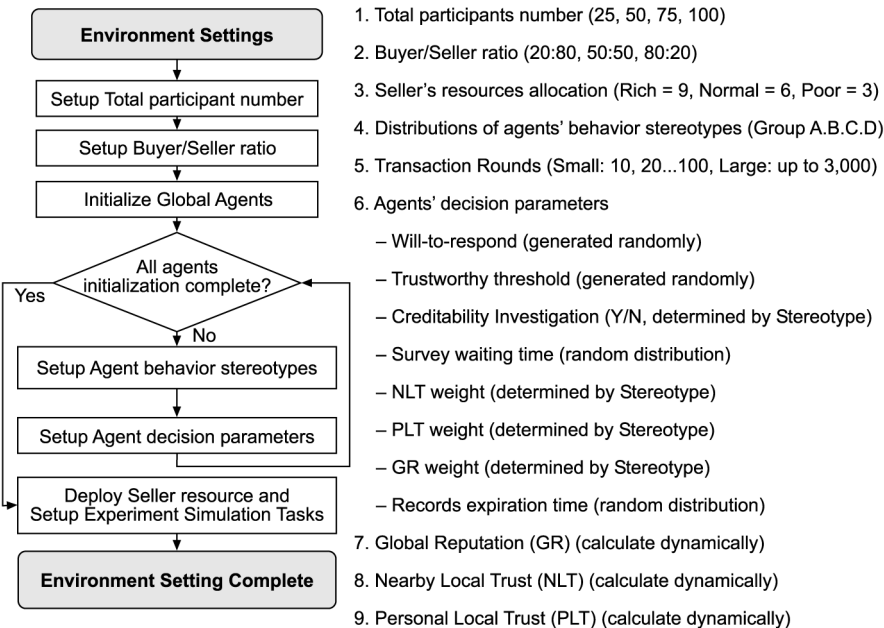 Environment Settings
Setup Total participant number
Setup Buyer/Seller ratio
Initialize Global Agents
All agents
initialization complete?
Yes
No
Setup Agent behavior stereotypes
Setup Agent decision parameters
Deploy Seller resource and
Setup Experiment Simulation Tasks
Environment Setting Complete
1. Total participants number (25, 50, 75, 100)
2. Buyer/Seller ratio (20:80, 50:50, 80:20)
3. Seller's resources allocation (Rich = 9, Normal = 6, Poor = 3)
4. Distributions of agents' behavior stereotypes (Group A.B.C.D)
5. Transaction Rounds (Small: 10, 20...100, Large: up to 3,000)
6. Agents' decision parameters
– Will-to-respond (generated randomly)
– Trustworthy threshold (generated randomly)
– Creditability Investigation (Y/N, determined by Stereotype)
– Survey waiting time (random distribution)
– NLT weight (determined by Stereotype)
– PLT weight (determined by Stereotype)
– GR weight (determined by Stereotype)
– Records expiration time (random distribution)
7. Global Reputation (GR) (calculate dynamically)
8. Nearby Local Trust (NLT) (calculate dynamically)
9. Personal Local Trust (PLT) (calculate dynamically)